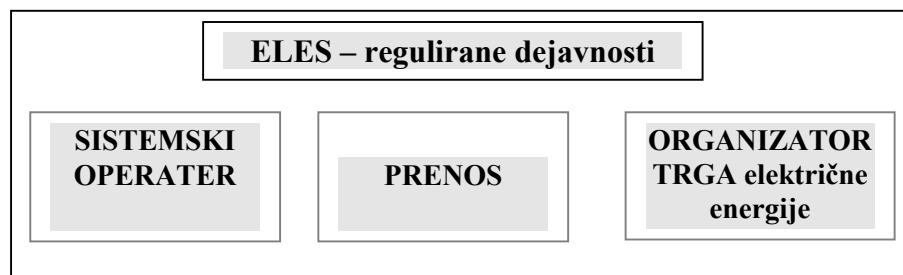 ELES – regulirane dejavnosti
SISTEMSKI
OPERATER
PRENOS
ORGANIZATOR
TRGA električne
energije